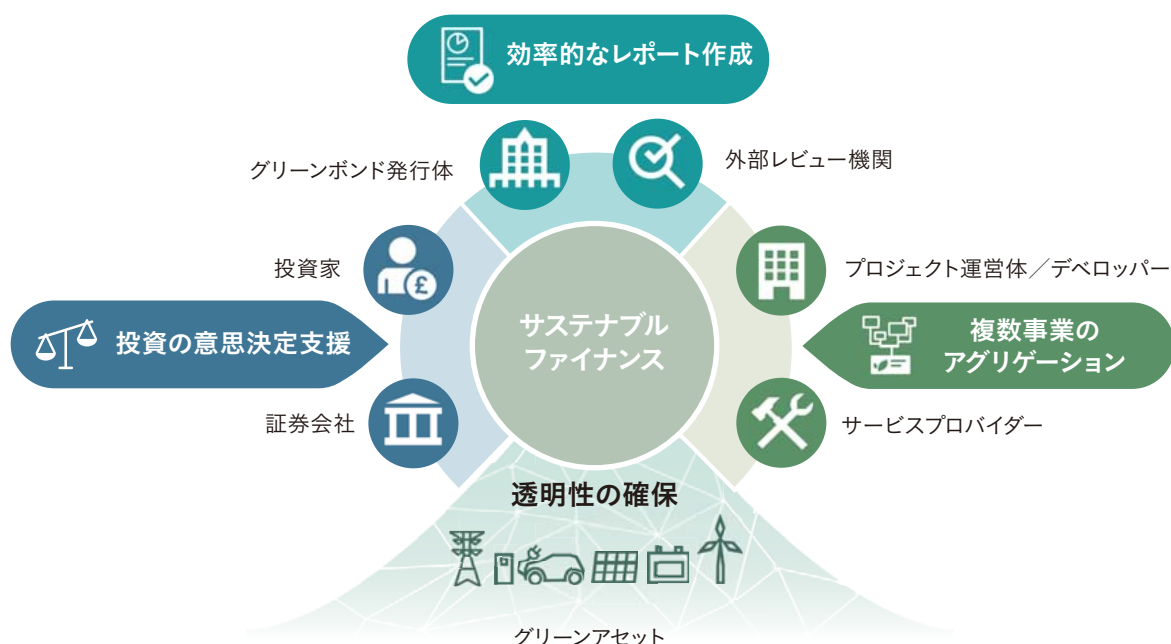 効率的なレポート作成
グリーンボンド発行体
外部レビュー機関
投資家
£
プロジェクト運営体／デベロッパー
投資の意思決定支援
サステナブル
ファイナンス
複数事業の
アグリゲーション
証券会社
サービスプロバイダー
透明性の確保
グリーンアセット